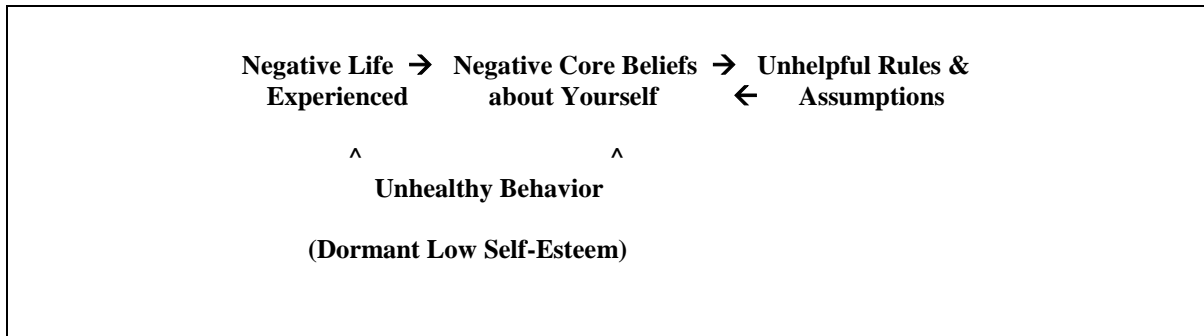 Negative Life → Negative Core Beliefs → Unhelpful Rules &
Experienced about Yourself ← Assumptions
^ ^
Unhealthy Behavior
(Dormant Low Self-Esteem)